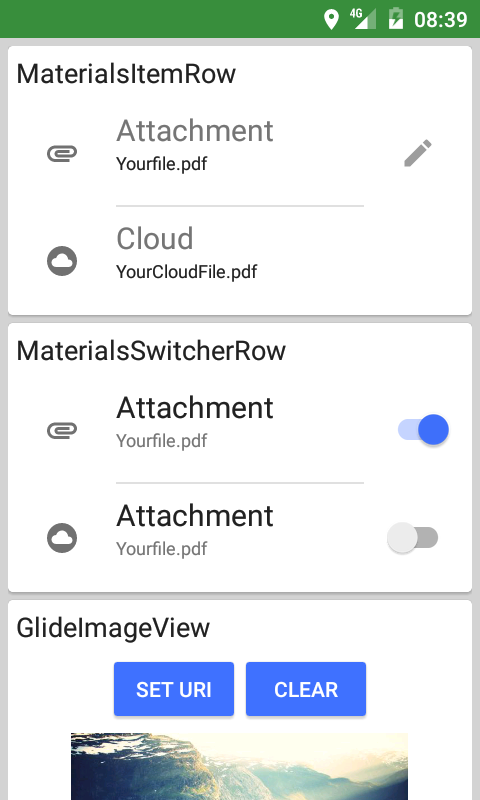 4G 08:39
MaterialsItemRow
Attachment
Yourfile.pdf
Cloud
YourCloudFile.pdf
MaterialsSwitcherRow
Attachment
Yourfile.pdf
Attachment
Yourfile.pdf
GlideImageView
SET URI CLEAR